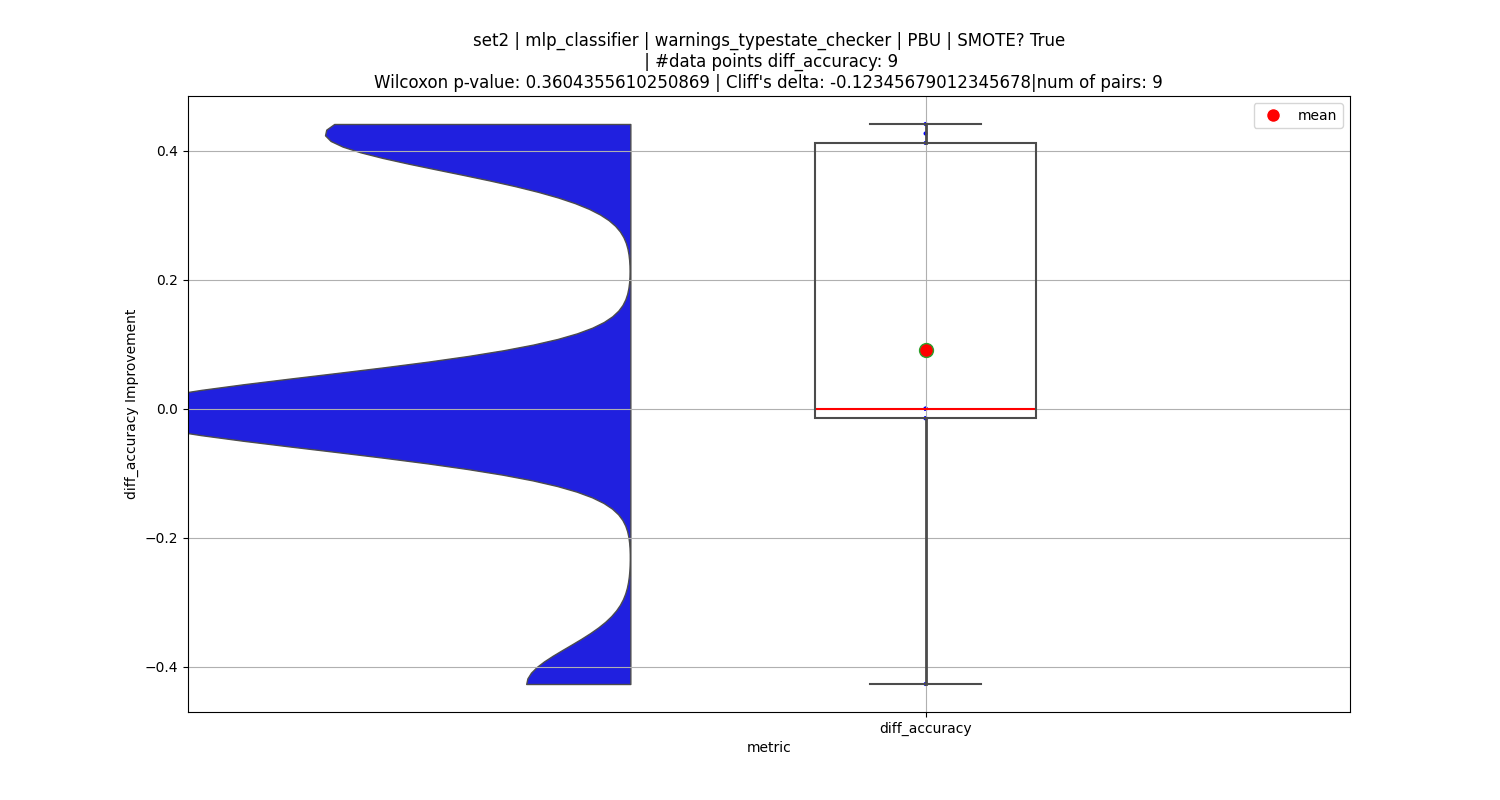 set2 | mlp_classifier | warnings_typestate_checker | PBU | SMOTE? True
| #data points diff_accuracy: 9
Wilcoxon p-value: 0.3604355610250869 | Cliff's delta: -0.12345679012345678|num of pairs: 9
mean
0.4
0.2
0.0
−0.2
−0.4
diff_accuracy Improvement
diff_accuracy
metric